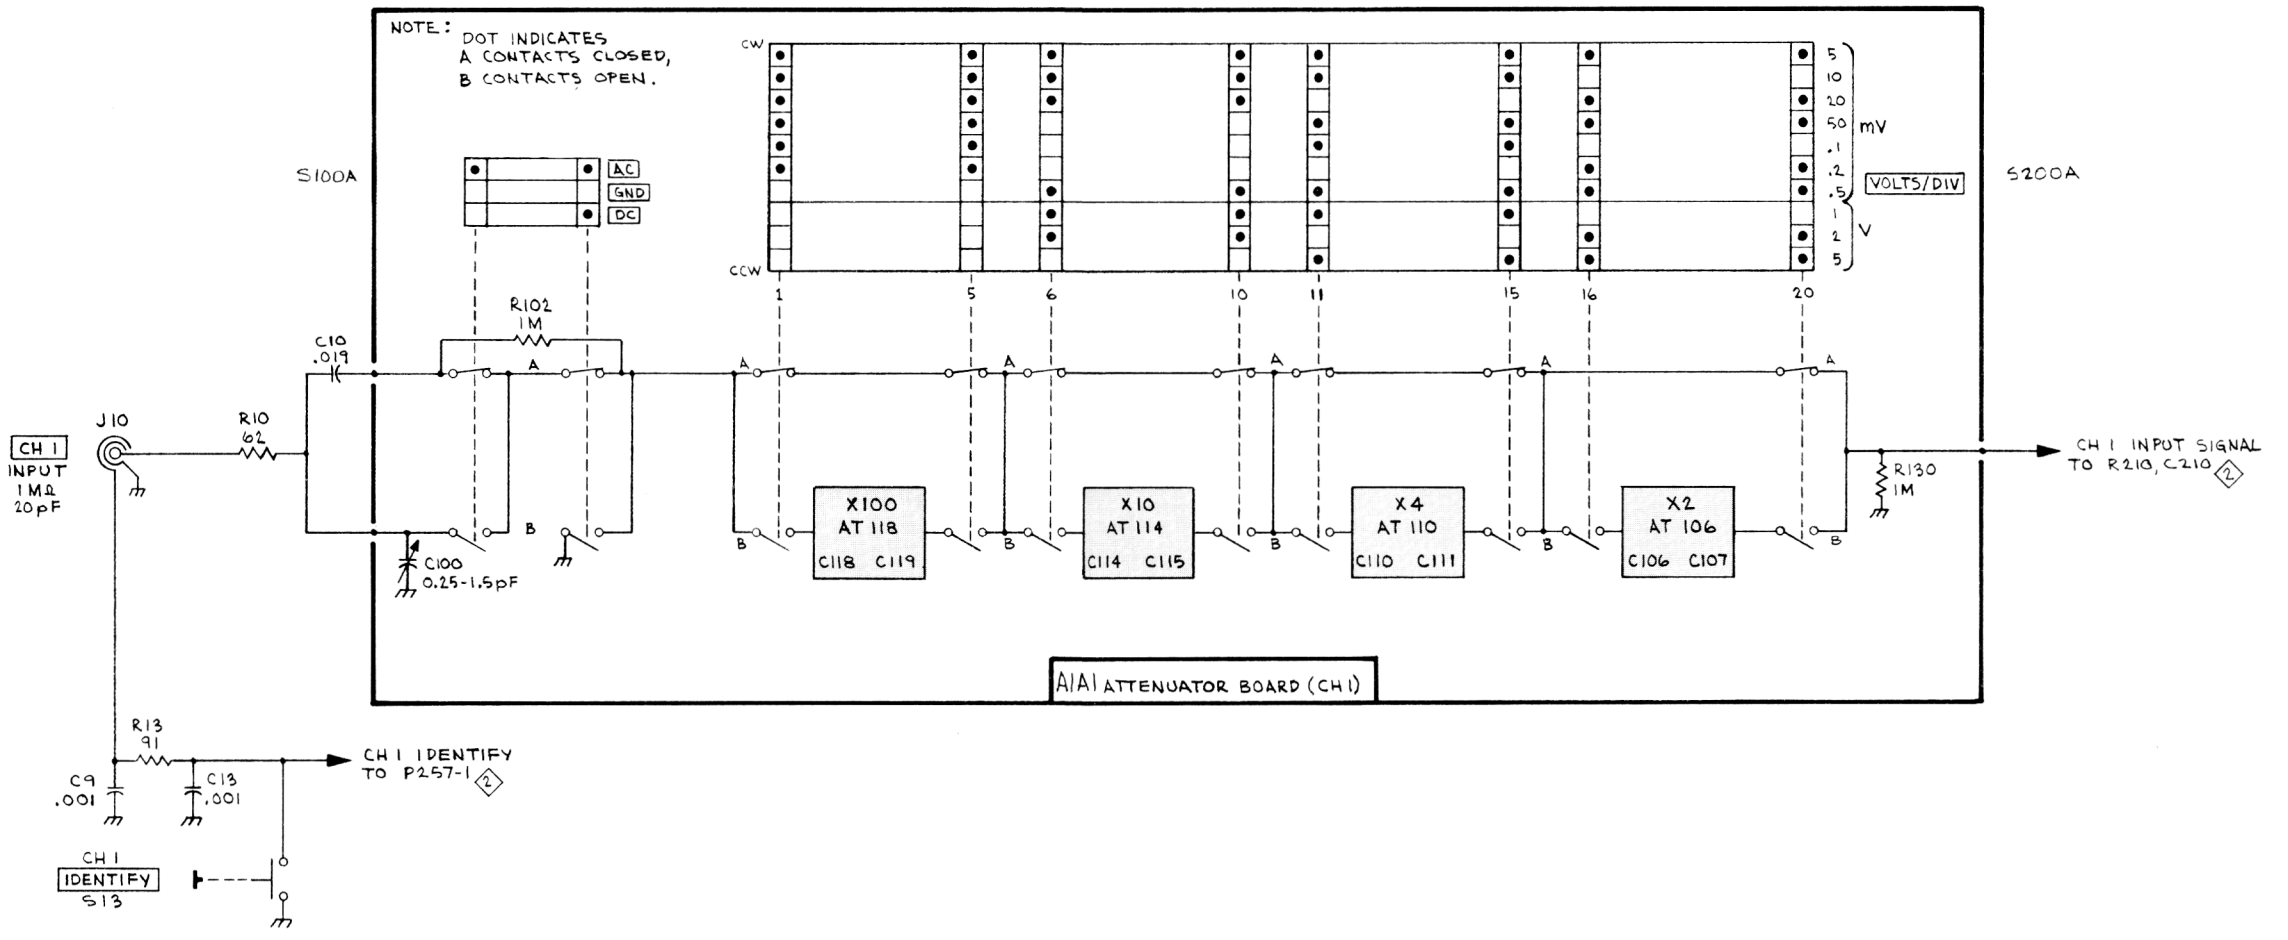 NOTE:
DOT INDICATES
A CONTACTS CLOSED,
B CONTACTS OPEN.
S100A
AC
GND
DC
CW
CCW
5
10
20
50
.1
.2
.5
1
2
5
mV
V
VOLTS/DIV
S200A
1
5
6
10
11
15
16
20
R102
1M
C10
.019
A
A
A
A
A
A
J10
CH 1
INPUT
1MΩ
20pF
R10
62
C100
0.25-1.5pF
B
B
B
B
B
B
X100
AT 118
C118 C119
X10
AT 114
C114 C115
X4
AT 110
C110 C111
X2
AT 106
C106 C107
R130
1M
CH 1 INPUT SIGNAL
TO R210, C210 2
A1A1 ATTENUATOR BOARD (CH 1)
R13
91
C9
.001
C13
.001
CH 1 IDENTIFY
TO P257-1 2
CH 1
IDENTIFY
S13